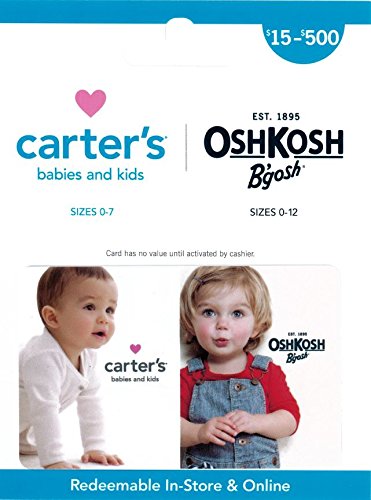 $15-$500
carter's
babies and kids
SIZES 0-7
EST. 1895
OSHKOSH
B'gosh
SIZES 0-12
Card has no value until activated by cashier.
carter's
babies and kids
EST. 1895
OSHKOSH
B'gosh
Redeemable In-Store & Online